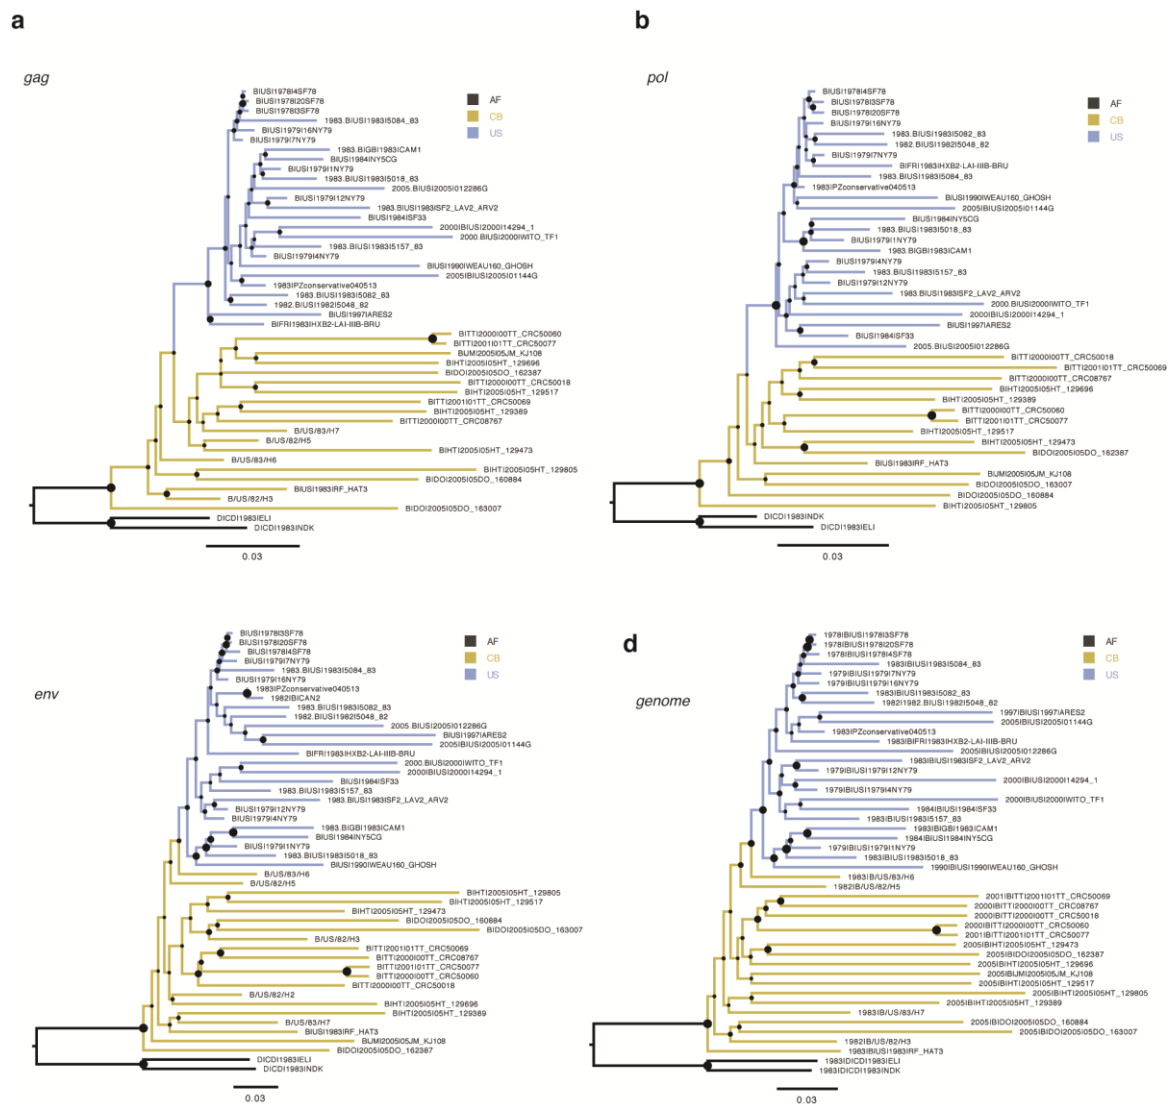 a
gag
BIUSI1978I4SF78
BIUSI1978I20SF78
BIUSI1978I3SF78
1983.BIUSI1983I5084_83
BIUSI1979I16NY79
BIUSI1979I7NY79
1983.BIGBI1983ICAM1
BIUSI1984INY5CG
BIUSI1979I1NY79
1983.BIUSI1983I5018_83
2005.BIUSI2005I012286G
BIUSI1979I12NY79
1983.BIUSI1983ISF2_LAV2_ARV2
BIUSI1984ISF33
2000IBIUSI2000I14294_1
2000.BIUSI2000IWITO_TF1
1983.BIUSI1983I5157_83
BIUSI1979I4NY79
BIUSI1990IWEAU160_GHOSH
2005IBIUSI2005I01144G
1983IPZconservative040513
1983.BIUSI1983I5082_83
1982.BIUSI1982I5048_82
BIUSI1997IARES2
BIFRI1983IHXB2-LAI-IIIB-BRU
BITTI2000I00TT_CRC50060
BITTI2001I01TT_CRC50077
BIJMI2005I05JM_KJ108
BIHTI2005I05HT_129696
BIDOI2005I05DO_162387
BITTI2000I00TT_CRC50018
BIHTI2005I05HT_129517
BITTI2001I01TT_CRC50069
BIHTI2005I05HT_129389
BITTI2000I00TT_CRC08767
B/US/83/H7
B/US/82/H5
BIHTI2005I05HT_129473
B/US/83/H6
BIHTI2005I05HT_129805
BIDOI2005I05DO_160884
BIUSI1983IRF_HAT3
B/US/82/H3
BIDOI2005I05DO_163007
DICDI1983IELI
DICDI1983INDK
AF
CB
US
0.03
b
pol
BIUSI1978I4SF78
BIUSI1978I3SF78
BIUSI1978I20SF78
BIUSI1979I16NY79
1983.BIUSI1983I5082_83
1982.BIUSI1982I5048_82
BIUSI1979I7NY79
BIFRI1983IHXB2-LAI-IIIB-BRU
1983.BIUSI1983I5084_83
1983IPZconservative040513
BIUSI1990IWEAU160_GHOSH
2005IBIUSI2005I01144G
BIUSI1984INY5CG
1983.BIUSI1983I5018_83
BIUSI1979I1NY79
1983.BIGBI1983ICAM1
BIUSI1979I4NY79
1983.BIUSI1983I5157_83
BIUSI1979I12NY79
1983.BIUSI1983ISF2_LAV2_ARV2
2000.BIUSI2000IWITO_TF1
2000IBIUSI2000I14294_1
BIUSI1997IARES2
BIUSI1984ISF33
2005.BIUSI2005I012286G
BITTI2000I00TT_CRC50018
BITTI2001I01TT_CRC50069
BITTI2000I00TT_CRC08767
BIHTI2005I05HT_129696
BIHTI2005I05HT_129389
BITTI2000I00TT_CRC50060
BITTI2001I01TT_CRC50077
BIHTI2005I05HT_129517
BIHTI2005I05HT_129473
BIDOI2005I05DO_162387
BIUSI1983IRF_HAT3
BIJMI2005I05JM_KJ108
BIDOI2005I05DO_163007
BIDOI2005I05DO_160884
BIHTI2005I05HT_129805
DICDI1983INDK
DICDI1983IELI
AF
CB
US
0.03
env
BIUSI1978I3SF78
BIUSI1978I20SF78
BIUSI1978I4SF78
BIUSI1979I7NY79
1983.BIUSI1983I5084_83
BIUSI1979I16NY79
1983IPZconservative040513
1982IBICAN2
1983.BIUSI1983I5082_83
1982.BIUSI1982I5048_82
2005.BIUSI2005I012286G
BIUSI1997IARES2
2005IBIUSI2005I01144G
BIFRI1983IHXB2-LAI-IIIB-BRU
2000.BIUSI2000IWITO_TF1
2000IBIUSI2000I14294_1
BIUSI1984ISF33
1983.BIUSI1983I5157_83
1983.BIUSI1983ISF2_LAV2_ARV2
BIUSI1979I12NY79
BIUSI1979I4NY79
1983.BIGBI1983ICAM1
BIUSI1984INY5CG
BIUSI1979I1NY79
1983.BIUSI1983I5018_83
BIUSI1990IWEAU160_GHOSH
B/US/83/H6
B/US/82/H5
BIHTI2005I05HT_129805
BIHTI2005I05HT_129517
BIHTI2005I05HT_129473
BIDOI2005I05DO_160884
BIDOI2005I05DO_163007
B/US/82/H3
BITTI2001I01TT_CRC50069
BITTI2000I00TT_CRC08767
BITTI2001I01TT_CRC50077
BITTI2000I00TT_CRC50060
BITTI2000I00TT_CRC50018
B/US/82/H2
BIHTI2005I05HT_129696
BIHTI2005I05HT_129389
B/US/83/H7
BIUSI1983IRF_HAT3
BIJMI2005I05JM_KJ108
BIDOI2005I05DO_162387
DICDI1983IELI
DICDI1983INDK
AF
CB
US
0.03
d
genome
1978IBIUSI1978I3SF78
1978IBIUSI1978I20SF78
1978IBIUSI1978I4SF78
1983IBIUSI1983I5084_83
1979IBIUSI1979I7NY79
1979IBIUSI1979I16NY79
1983IBIUSI1983I5082_83
1982I1982.BIUSI1982I5048_82
1997IBIUSI1997IARES2
2005IBIUSI2005I01144G
1983IPZconservative040513
1983IBIFRI1983IHXB2-LAI-IIIB-BRU
2005IBIUSI2005I012286G
1983IBIUSI1983ISF2_LAV2_ARV2
1979IBIUSI1979I12NY79
2000IBIUSI2000I14294_1
1979IBIUSI1979I4NY79
2000IBIUSI2000IWITO_TF1
1984IBIUSI1984ISF33
1983IBIUSI1983I5157_83
1983IBIGBI1983ICAM1
1984IBIUSI1984INY5CG
1979IBIUSI1979I1NY79
1983IBIUSI1983I5018_83
1990IBIUSI1990IWEAU160_GHOSH
1983IB/US/83/H6
1982IB/US/82/H5
2001IBITTI2001I01TT_CRC50069
2000IBITTI2000I00TT_CRC08767
2000IBITTI2000I00TT_CRC50018
2000IBITTI2000I00TT_CRC50060
2001IBITTI2001I01TT_CRC50077
2005IBIHTI2005I05HT_129473
2005IBIDOI2005I05DO_162387
2005IBIHTI2005I05HT_129696
2005IBIJMI2005I05JM_KJ108
2005IBIHTI2005I05HT_129517
2005IBIHTI2005I05HT_129805
2005IBIHTI2005I05HT_129389
1983IB/US/83/H7
2005IBIDOI2005I05DO_160884
2005IBIDOI2005I05DO_163007
1982IB/US/82/H3
1983IBIUSI1983IRF_HAT3
1983IDICDI1983IELI
1983IDICDI1983INDK
AF
CB
US
0.03